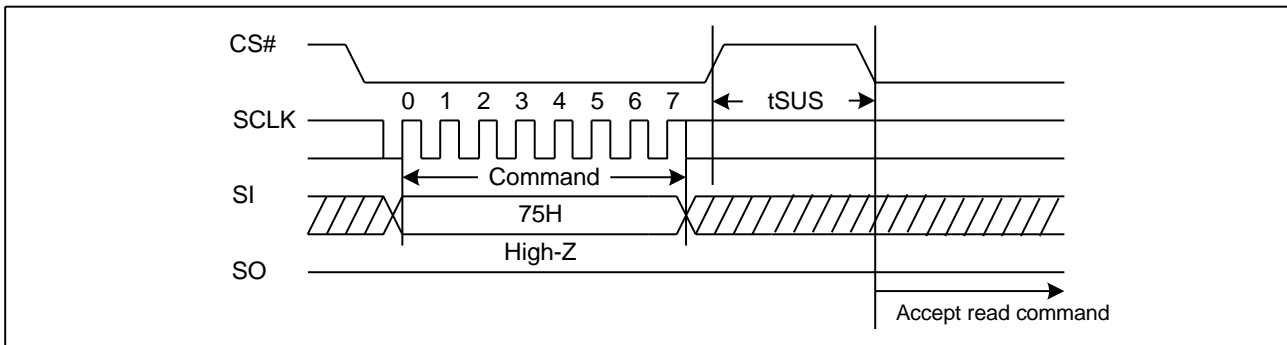 CS#
tSUS
0 1 2 3 4 5 6 7
SCLK
Command
SI
75H
High-Z
SO
Accept read command